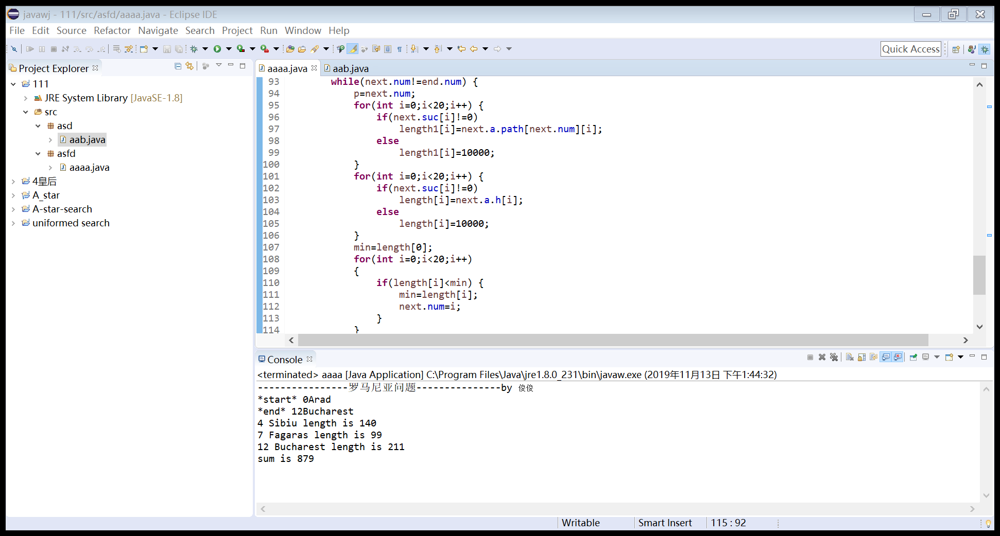 javawj - 111/src/asfd/aaaa.java - Eclipse IDE
File Edit Source Refactor Navigate Search Project Run Window Help
Quick Access
Project Explorer
111
JRE System Library [JavaSE-1.8]
src
asd
aab.java
asfd
aaaa.java
4皇后
A_star
A-star-search
uniformed search
aaaa.java aab.java
93 while(next.num!=end.num) {
94 p=next.num;
95 for(int i=0;i<20;i++) {
96 if(next.suc[i]!=0)
97 length1[i]=next.a.path[next.num][i];
98 else
99 length1[i]=10000;
100 }
101 for(int i=0;i<20;i++) {
102 if(next.suc[i]!=0)
103 length[i]=next.a.h[i];
104 else
105 length[i]=10000;
106 }
107 min=length[0];
108 for(int i=0;i<20;i++)
109 {
110 if(length[i]<min) {
111 min=length[i];
112 next.num=i;
113 }
114 }
Console
<terminated> aaaa [Java Application] C:\Program Files\Java\jre1.8.0_231\bin\javaw.exe (2019年11月13日 下午1:44:32)
----------------罗马尼亚问题---------------by 俊俊
*start* 0Arad
*end* 12Bucharest
4 Sibiu length is 140
7 Fagaras length is 99
12 Bucharest length is 211
sum is 879
Writable Smart Insert 115 : 92